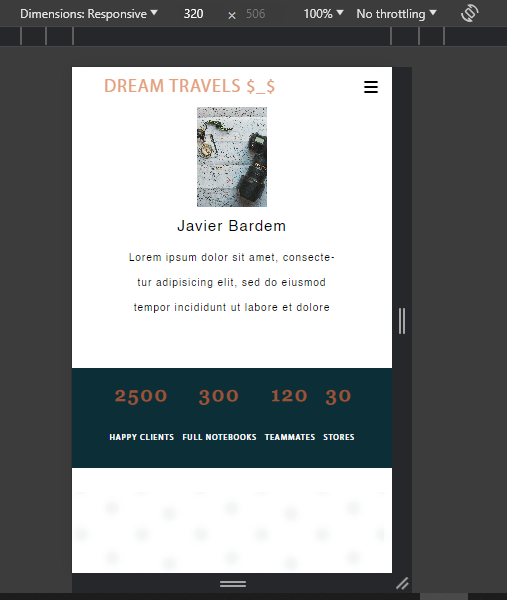 Dimensions: Responsive 320 × 506 100% No throttling
DREAM TRAVELS $_$
Javier Bardem
Lorem ipsum dolor sit amet, consecte-
tur adipisicing elit, sed do eiusmod
tempor incididunt ut labore et dolore
2500 300 120 30
HAPPY CLIENTS FULL NOTEBOOKS TEAMMATES STORES